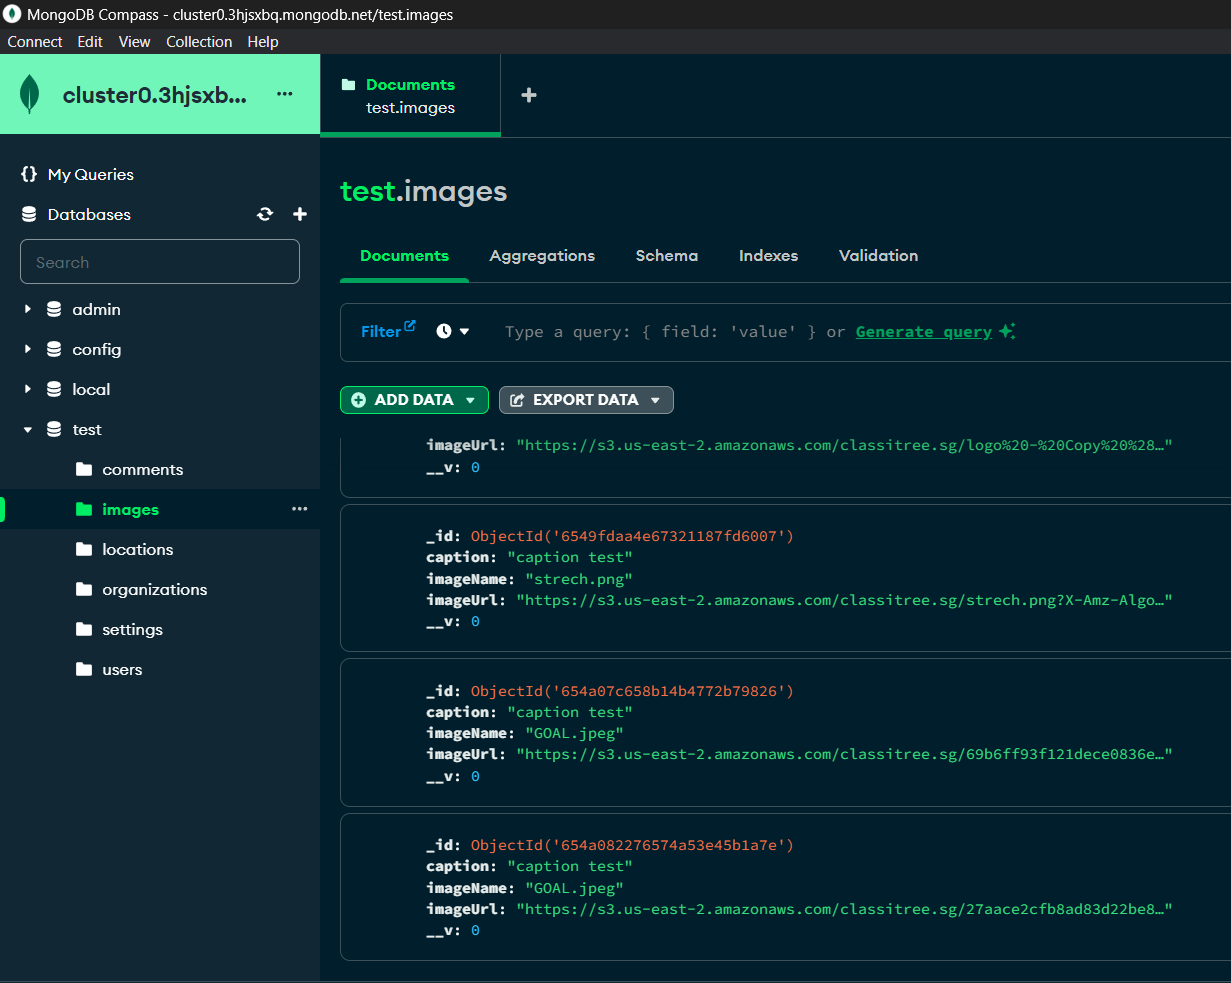 MongoDB Compass - cluster0.3hjsxbq.mongodb.net/test.images
Connect Edit View Collection Help
cluster0.3hjsxb... ...
My Queries
Databases
Search
admin
config
local
test
comments
images ...
locations
organizations
settings
users
Documents
test.images
+
test.images
Documents Aggregations Schema Indexes Validation
Filter Type a query: { field: 'value' } or Generate query
ADD DATA EXPORT DATA
imageUrl: "https://s3.us-east-2.amazonaws.com/classitree.sg/logo%20-%20Copy%20%28…"
__v: 0
_id: ObjectId('6549fdaa4e67321187fd6007')
caption: "caption test"
imageName: "strech.png"
imageUrl: "https://s3.us-east-2.amazonaws.com/classitree.sg/strech.png?X-Amz-Algo…"
__v: 0
_id: ObjectId('654a07c658b14b4772b79826')
caption: "caption test"
imageName: "GOAL.jpeg"
imageUrl: "https://s3.us-east-2.amazonaws.com/classitree.sg/69b6ff93f121dece0836e…"
__v: 0
_id: ObjectId('654a082276574a53e45b1a7e')
caption: "caption test"
imageName: "GOAL.jpeg"
imageUrl: "https://s3.us-east-2.amazonaws.com/classitree.sg/27aace2cfb8ad83d22be8…"
__v: 0